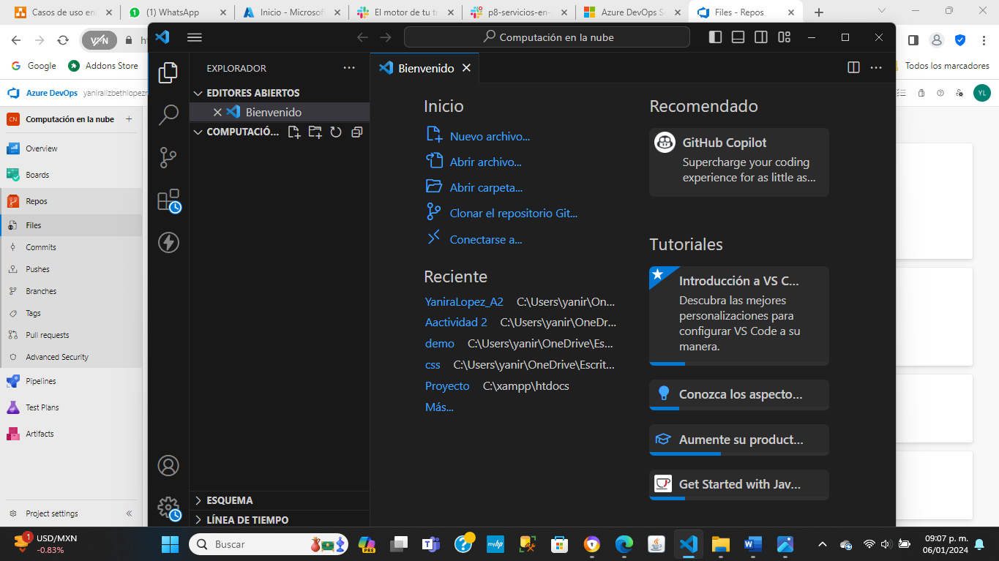 Casos de uso en
(1) WhatsApp
Inicio - Microsof
El motor de tu tr
p8-servicios-en-
Azure DevOps S
Files - Repos
VPN
Computación en la nube
Google
Addons Store
Todos los marcadores
Azure DevOps yaniralizbethlopezr
YL
CN Computación en la nube
Overview
Boards
Repos
Files
Commits
Pushes
Branches
Tags
Pull requests
Advanced Security
Pipelines
Test Plans
Artifacts
Project settings
EXPLORADOR
EDITORES ABIERTOS
Bienvenido
COMPUTACIÓ...
ESQUEMA
LÍNEA DE TIEMPO
Bienvenido
Inicio
Nuevo archivo...
Abrir archivo...
Abrir carpeta...
Clonar el repositorio Git...
Conectarse a...
Reciente
YaniraLopez_A2 C:\Users\yanir\On...
Aactividad 2 C:\Users\yanir\OneDr...
demo C:\Users\yanir\OneDrive\Es...
css C:\Users\yanir\OneDrive\Escrit...
Proyecto C:\xampp\htdocs
Más...
Recomendado
GitHub Copilot
Supercharge your coding
experience for as little as...
Tutoriales
Introducción a VS C...
Descubra las mejores
personalizaciones para
configurar VS Code a su
manera.
Conozca los aspecto...
Aumente su product...
Get Started with Jav...
1
USD/MXN
-0.83%
Buscar
PRE
myhp
09:07 p. m.
06/01/2024